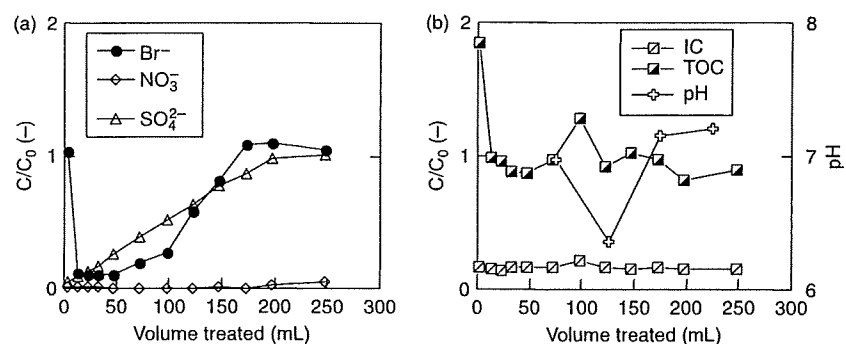 (a)
2
1
0
C/C₀ (–)
Br⁻
NO₃⁻
SO₄²⁻
0 50 100 150 200 250 300
Volume treated (mL)
(b)
2
1
0
C/C₀ (–)
IC
TOC
pH
8
7
6
pH
0 50 100 150 200 250 300
Volume treated (mL)